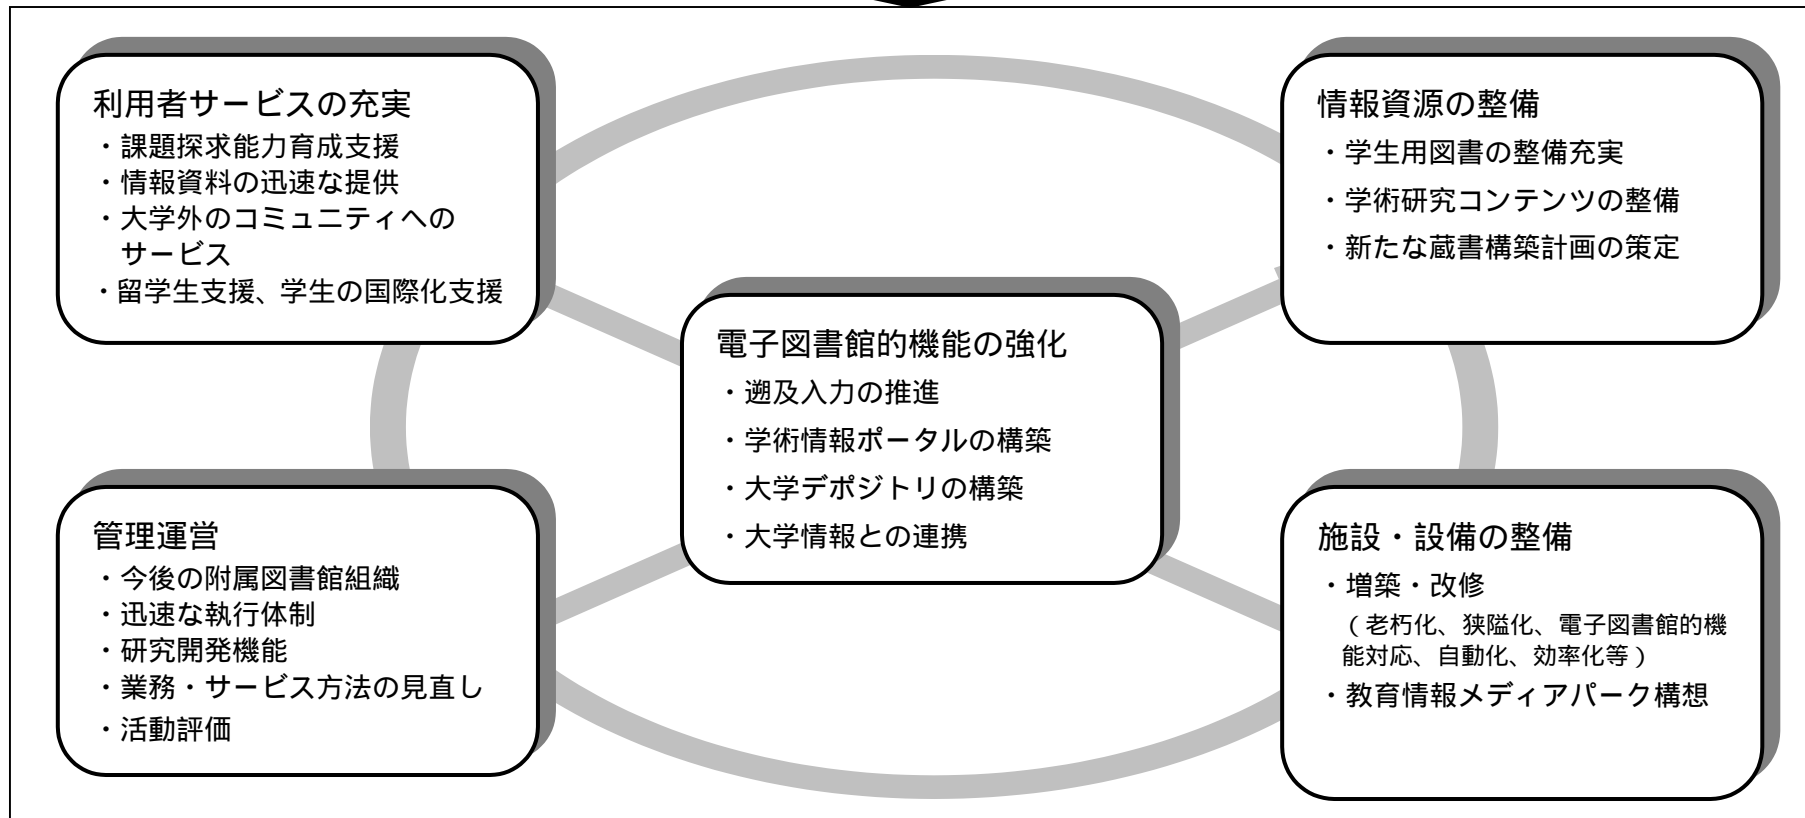 利用者サービスの充実
・課題探求能力育成支援
・情報資料の迅速な提供
・大学外のコミュニティへの
サービス
・留学生支援、学生の国際化支援
情報資源の整備
・学生用図書の整備充実
・学術研究コンテンツの整備
・新たな蔵書構築計画の策定
電子図書館的機能の強化
・遡及入力の推進
・学術情報ポータルの構築
・大学デポジトリの構築
・大学情報との連携
管理運営
・今後の附属図書館組織
・迅速な執行体制
・研究開発機能
・業務・サービス方法の見直し
・活動評価
施設・設備の整備
・増築・改修
（老朽化、狭隘化、電子図書館的機
能対応、自動化、効率化等）
・教育情報メディアパーク構想